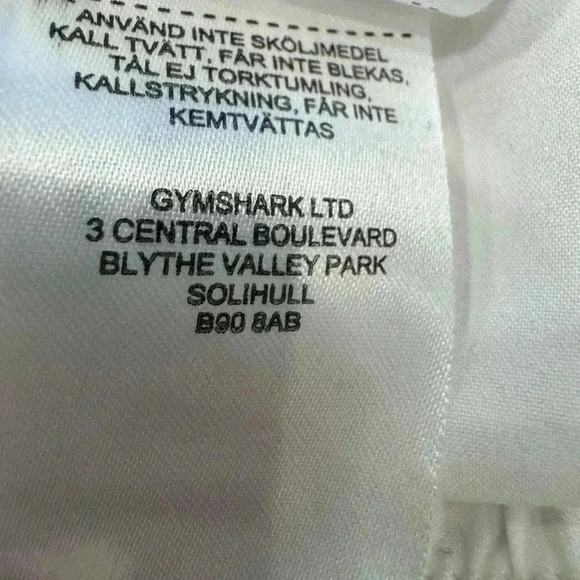 ANVÄND INTE SKÖLJMEDEL
KALL TVÄTT, FÅR INTE BLEKAS,
TÅL EJ TORKTUMLING,
KALLSTRYKNING, FÅR INTE
KEMTVÄTTAS
GYMSHARK LTD
3 CENTRAL BOULEVARD
BLYTHE VALLEY PARK
SOLIHULL
B90 8AB